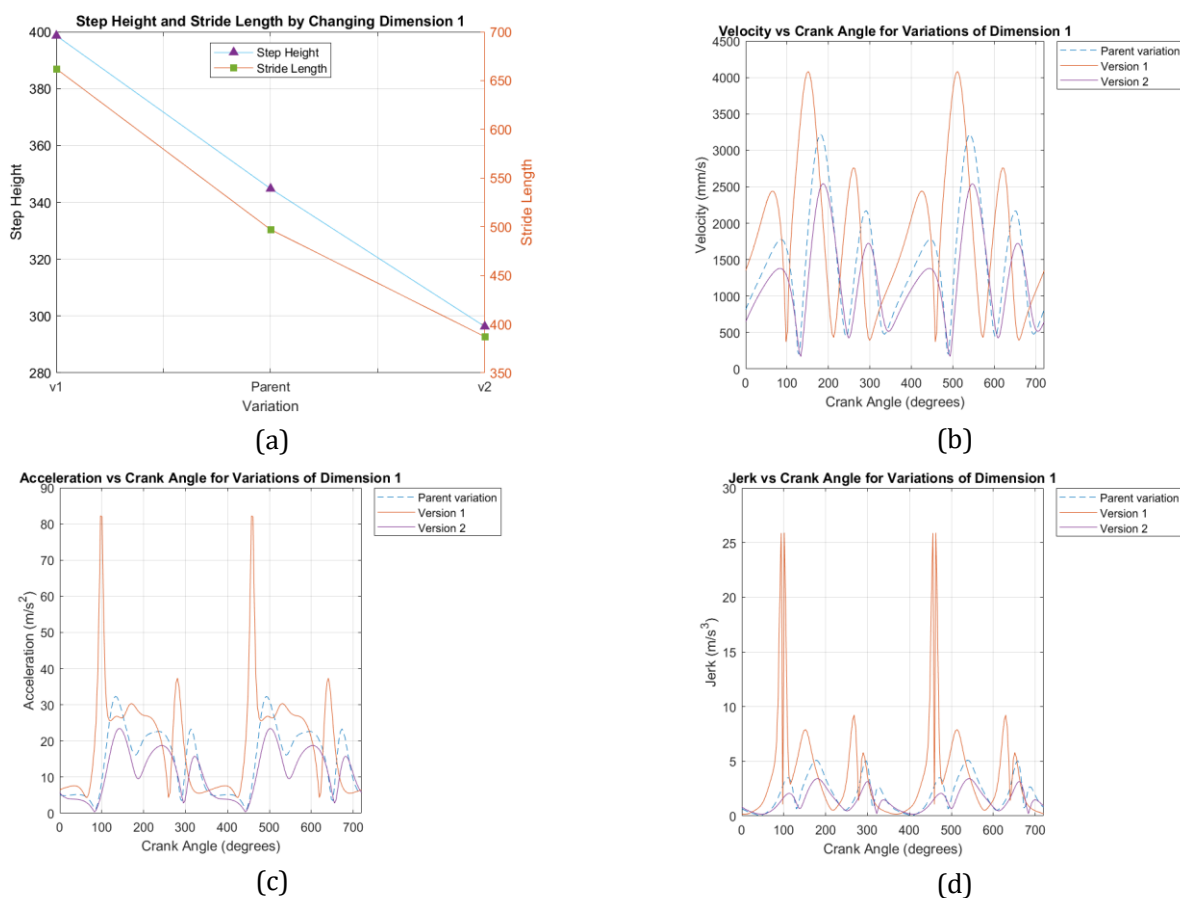 Step Height and Stride Length by Changing Dimension 1
400
380
360
340
320
300
280
Step Height
Step Height
Stride Length
700
650
600
550
500
450
400
350
Stride Length
v1
Parent
v2
Variation
(a)
Velocity vs Crank Angle for Variations of Dimension 1
4500
4000
3500
3000
2500
2000
1500
1000
500
0
Velocity (mm/s)
Parent variation
Version 1
Version 2
0 100 200 300 400 500 600 700
Crank Angle (degrees)
(b)
Acceleration vs Crank Angle for Variations of Dimension 1
90
80
70
60
50
40
30
20
10
0
Acceleration (m/s²)
Parent variation
Version 1
Version 2
0 100 200 300 400 500 600 700
Crank Angle (degrees)
(c)
Jerk vs Crank Angle for Variations of Dimension 1
30
25
20
15
10
5
0
Jerk (m/s³)
Parent variation
Version 1
Version 2
0 100 200 300 400 500 600 700
Crank Angle (degrees)
(d)